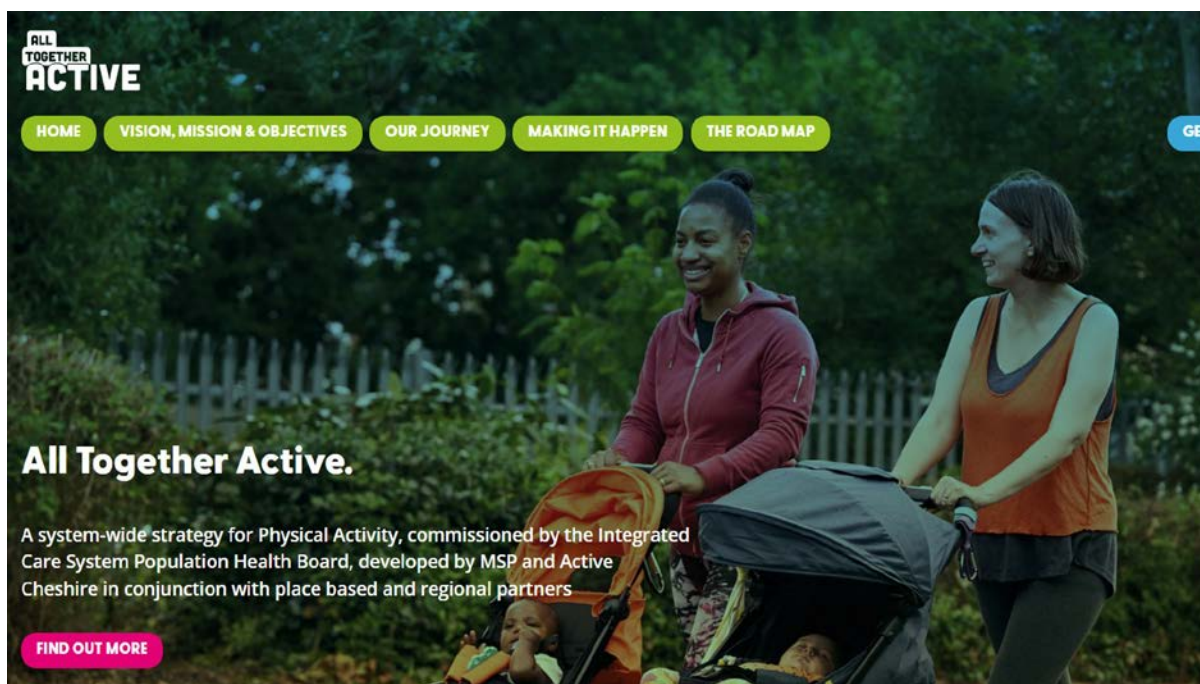 ALL
TOGETHER
ACTIVE
HOME
VISION, MISSION & OBJECTIVES
OUR JOURNEY
MAKING IT HAPPEN
THE ROAD MAP
GE
All Together Active.
A system-wide strategy for Physical Activity, commissioned by the Integrated
Care System Population Health Board, developed by MSP and Active
Cheshire in conjunction with place based and regional partners
FIND OUT MORE